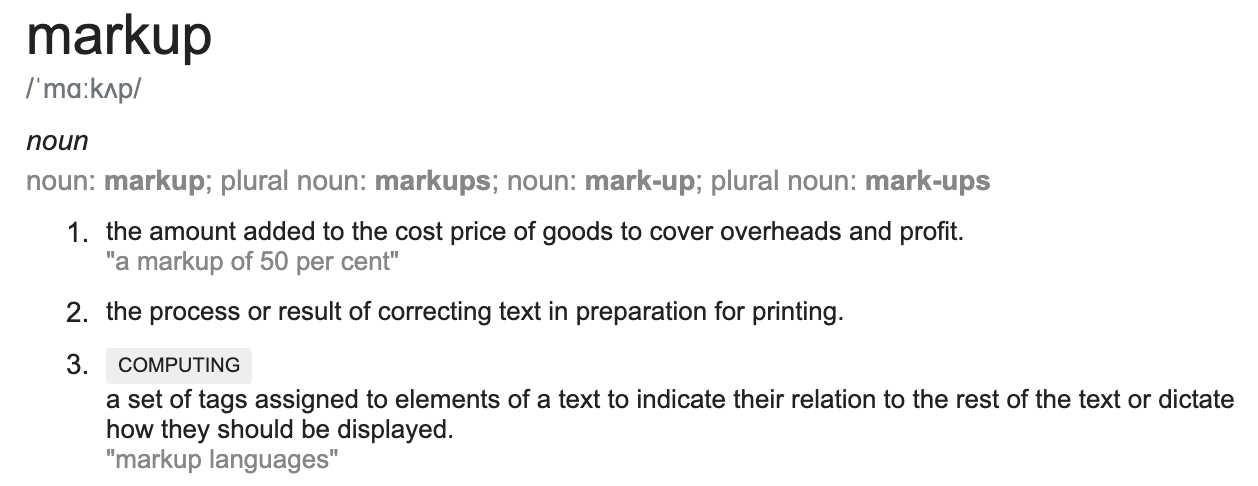 markup
/ˈmɑːkʌp/
noun
noun: markup; plural noun: markups; noun: mark-up; plural noun: mark-ups
1. the amount added to the cost price of goods to cover overheads and profit.
"a markup of 50 per cent"
2. the process or result of correcting text in preparation for printing.
3. COMPUTING
a set of tags assigned to elements of a text to indicate their relation to the rest of the text or dictate
how they should be displayed.
"markup languages"